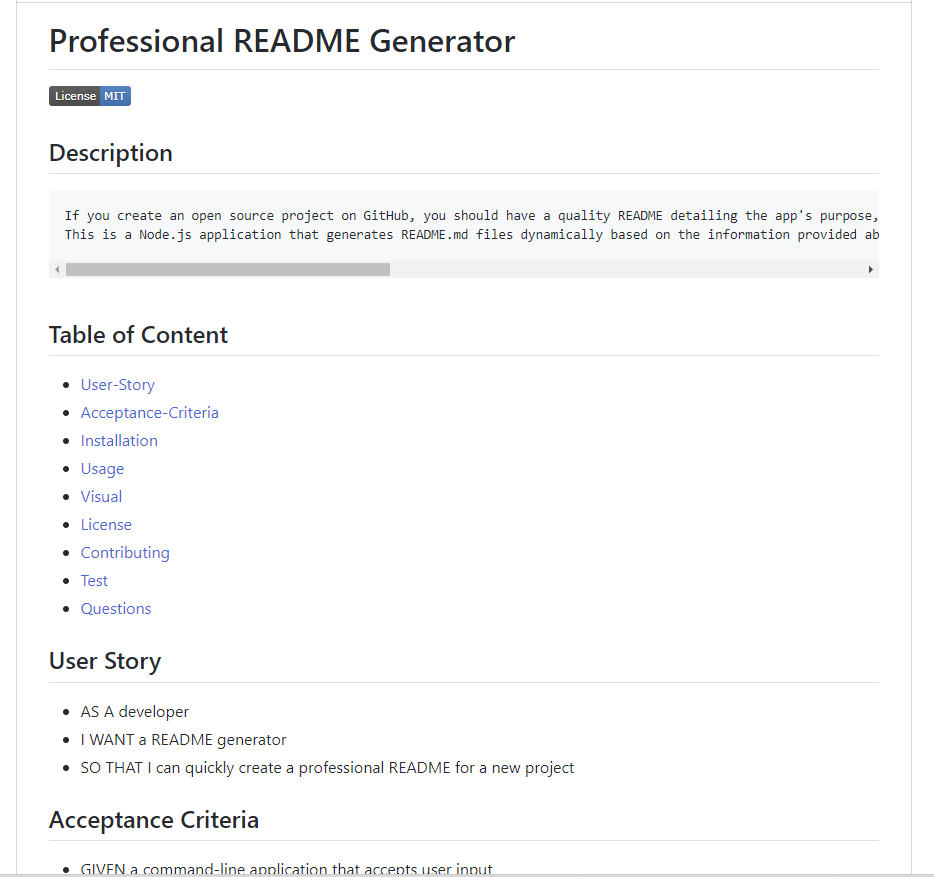 Professional README Generator
License MIT
Description
If you create an open source project on GitHub, you should have a quality README detailing the app's purpose,
This is a Node.js application that generates README.md files dynamically based on the information provided ab
Table of Content
User-Story
Acceptance-Criteria
Installation
Usage
Visual
License
Contributing
Test
Questions
User Story
AS A developer
I WANT a README generator
SO THAT I can quickly create a professional README for a new project
Acceptance Criteria
GIVEN a command-line application that accepts user input